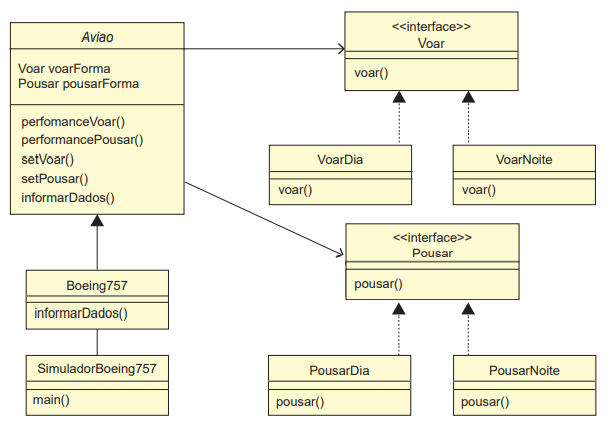 Aviao
Voar voarForma
Pousar pousarForma
perfomanceVoar()
performancePousar()
setVoar()
setPousar()
informarDados()
<<interface>>
Voar
voar()
VoarDia
voar()
VoarNoite
voar()
<<interface>>
Pousar
pousar()
Boeing757
informarDados()
SimuladorBoeing757
main()
PousarDia
pousar()
PousarNoite
pousar()